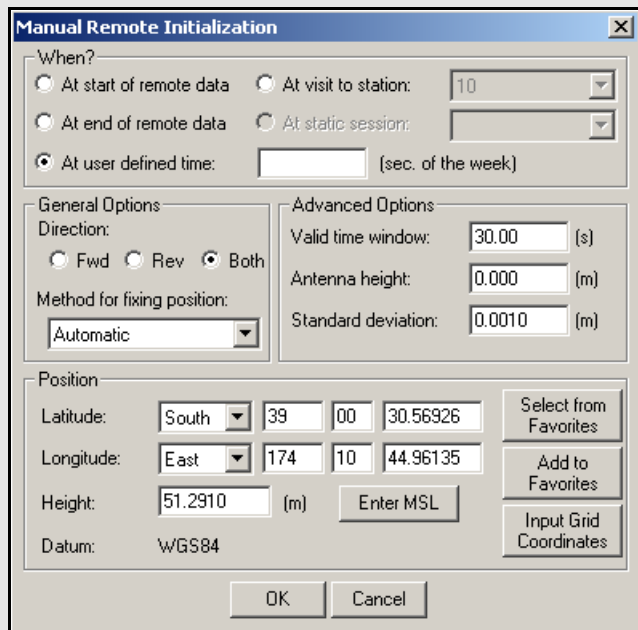 Manual Remote Initialization
When?
At start of remote data At visit to station: 10
At end of remote data At static session:
At user defined time: (sec. of the week)
General Options
Direction:
Fwd Rev Both
Method for fixing position:
Automatic
Advanced Options
Valid time window: 30.00 (s)
Antenna height: 0.000 (m)
Standard deviation: 0.0010 (m)
Position
Latitude: South 39 00 30.56926
Longitude: East 174 10 44.96135
Height: 51.2910 (m) Enter MSL
Datum: WGS84
Select from
Favorites
Add to
Favorites
Input Grid
Coordinates
OK Cancel